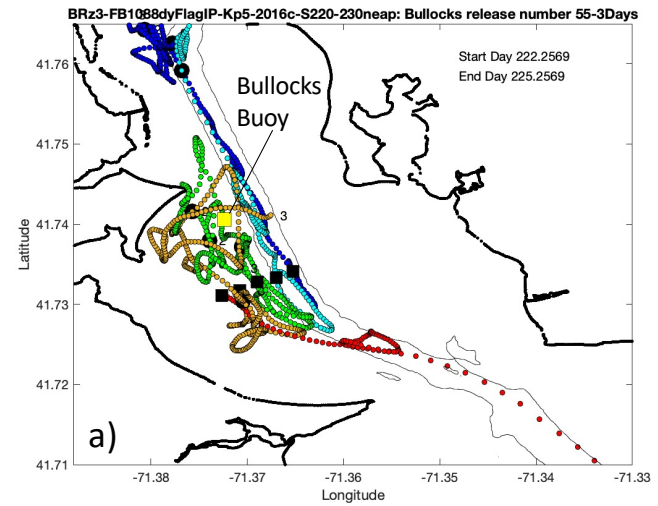 BRz3-FB1088dyFlagIP-Kp5-2016c-S220-230neap: Bullocks release number 55-3Days
Start Day 222.2569
End Day 225.2569
Bullocks
Buoy
3
a)
41.76
41.75
41.74
41.73
41.72
41.71
Latitude
-71.38
-71.37
-71.36
-71.35
-71.34
-71.33
Longitude